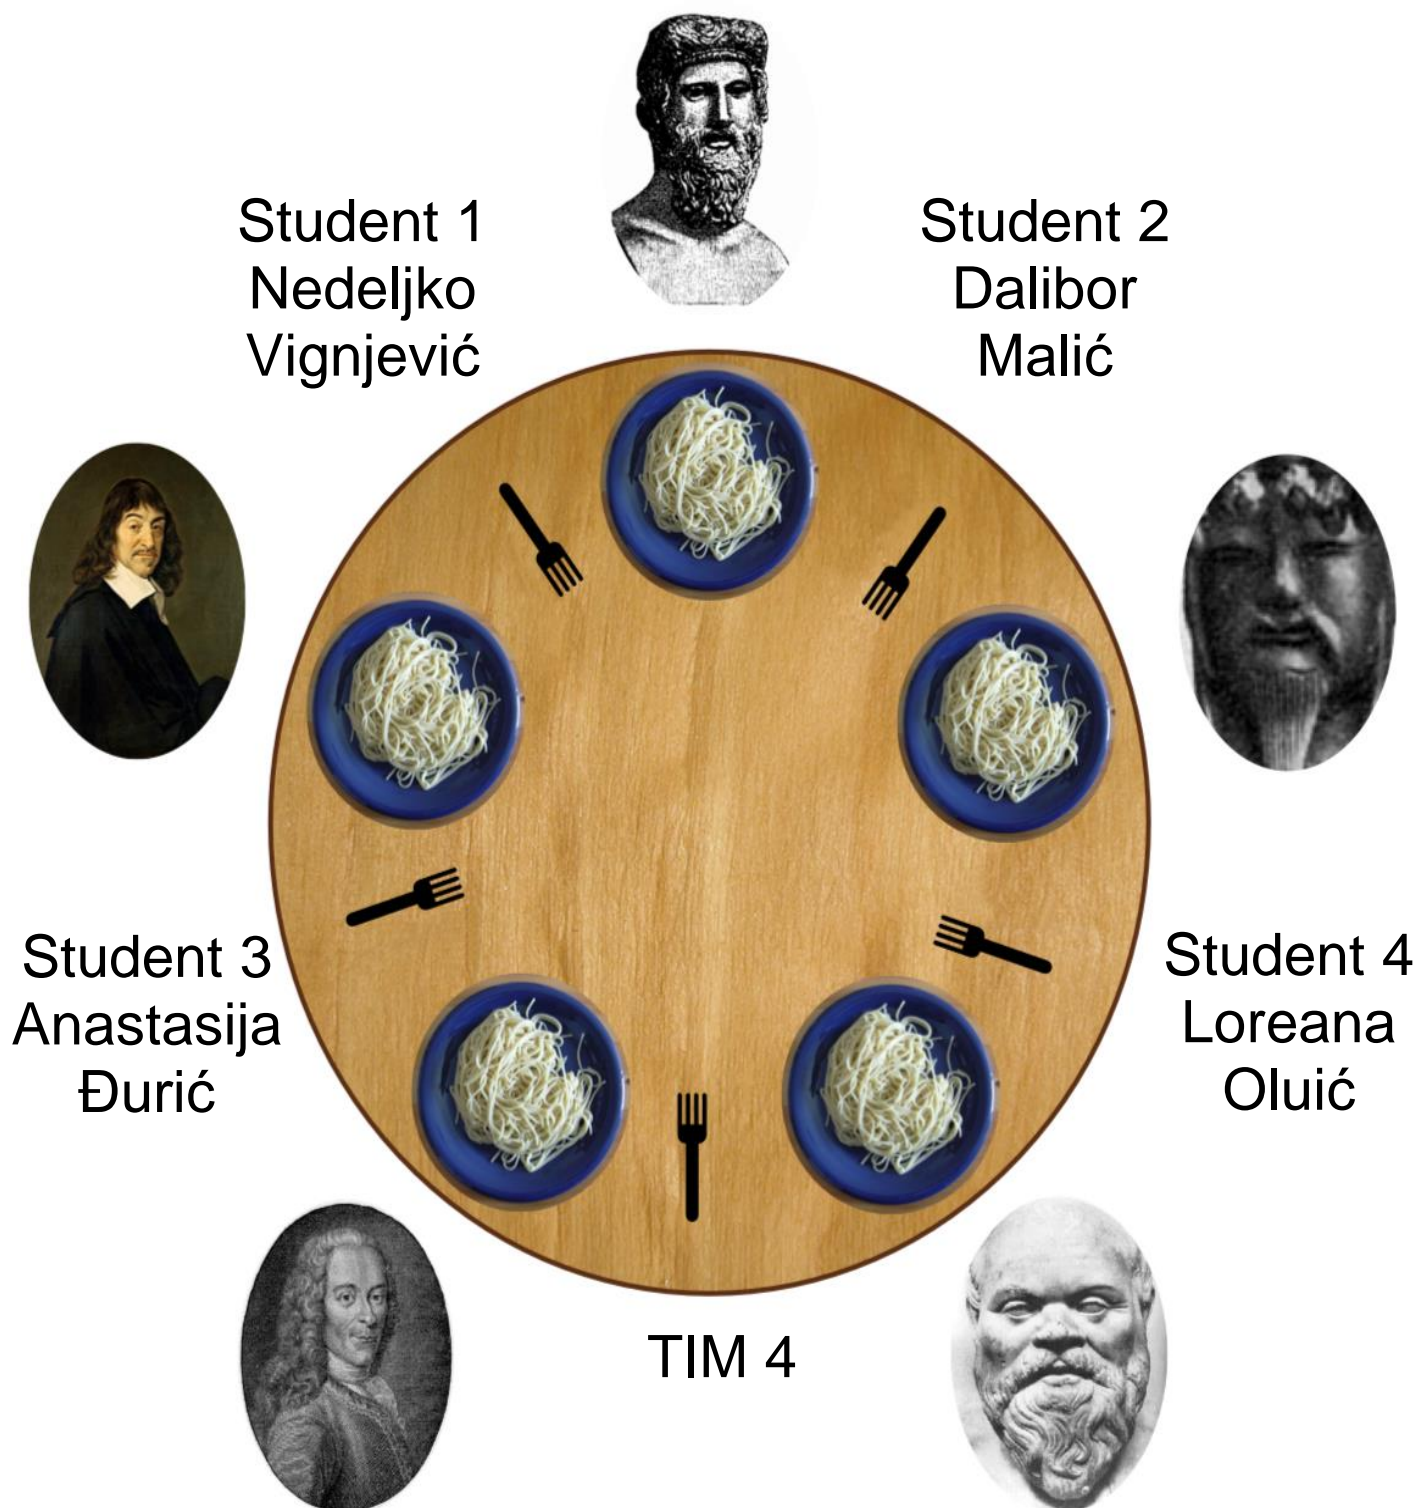 Student 1
Nedeljko
Vignjević
Student 2
Dalibor
Malić
Student 3
Anastasija
Đurić
Student 4
Loreana
Oluić
TIM 4